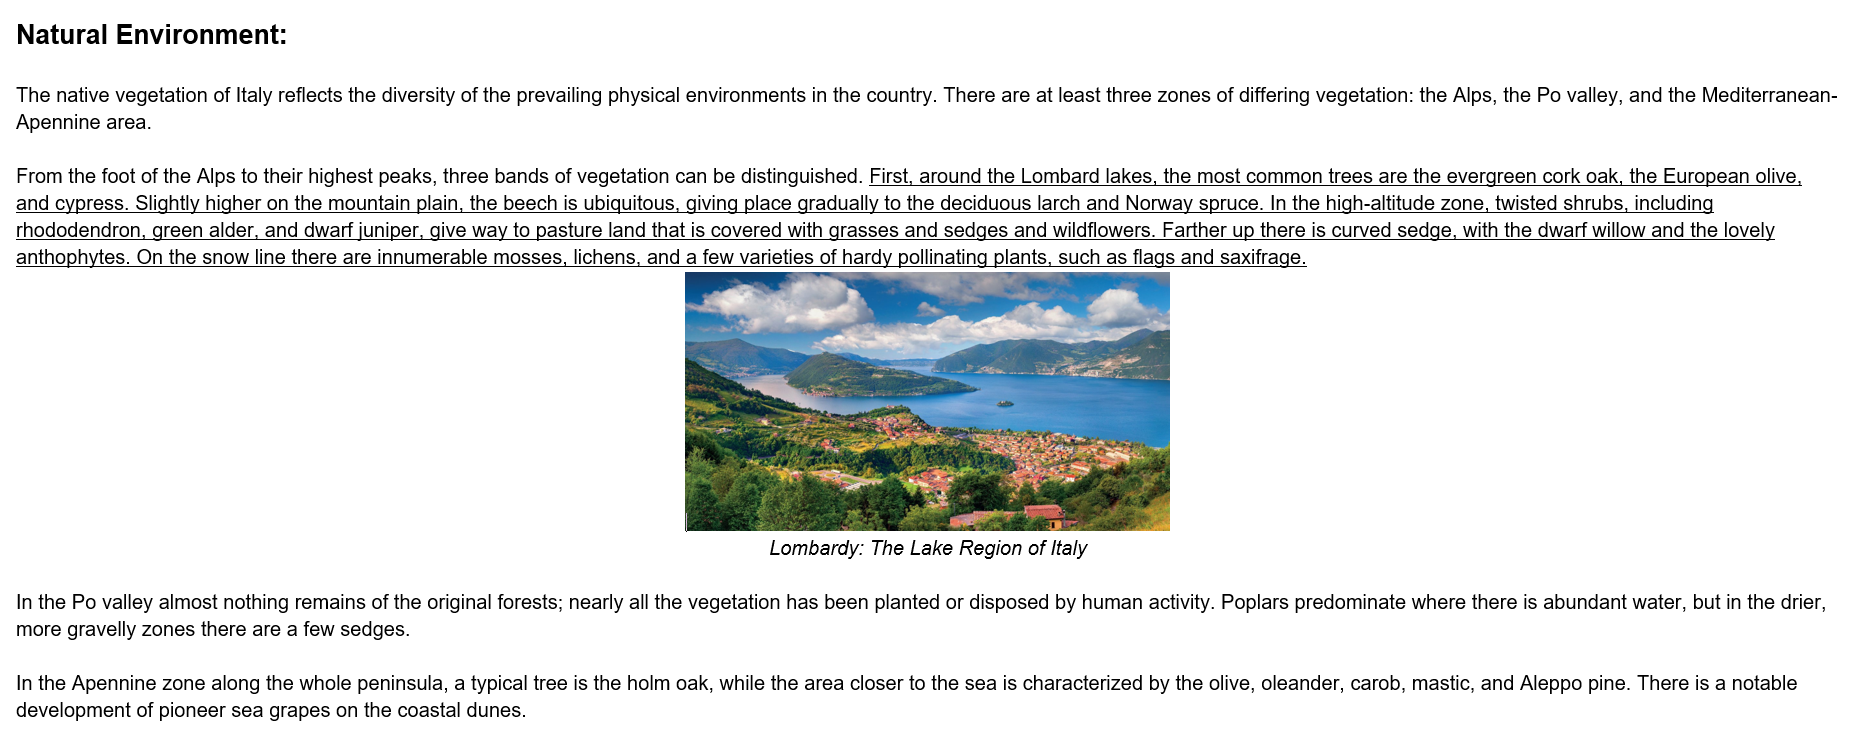 Natural Environment:
The native vegetation of Italy reflects the diversity of the prevailing physical environments in the country. There are at least three zones of differing vegetation: the Alps, the Po valley, and the Mediterranean-
Apennine area.
From the foot of the Alps to their highest peaks, three bands of vegetation can be distinguished. First, around the Lombard lakes, the most common trees are the evergreen cork oak, the European olive,
and cypress. Slightly higher on the mountain plain, the beech is ubiquitous, giving place gradually to the deciduous larch and Norway spruce. In the high-altitude zone, twisted shrubs, including
rhododendron, green alder, and dwarf juniper, give way to pasture land that is covered with grasses and sedges and wildflowers. Farther up there is curved sedge, with the dwarf willow and the lovely
anthophytes. On the snow line there are innumerable mosses, lichens, and a few varieties of hardy pollinating plants, such as flags and saxifrage.
Lombardy: The Lake Region of Italy
In the Po valley almost nothing remains of the original forests; nearly all the vegetation has been planted or disposed by human activity. Poplars predominate where there is abundant water, but in the drier,
more gravelly zones there are a few sedges.
In the Apennine zone along the whole peninsula, a typical tree is the holm oak, while the area closer to the sea is characterized by the olive, oleander, carob, mastic, and Aleppo pine. There is a notable
development of pioneer sea grapes on the coastal dunes.